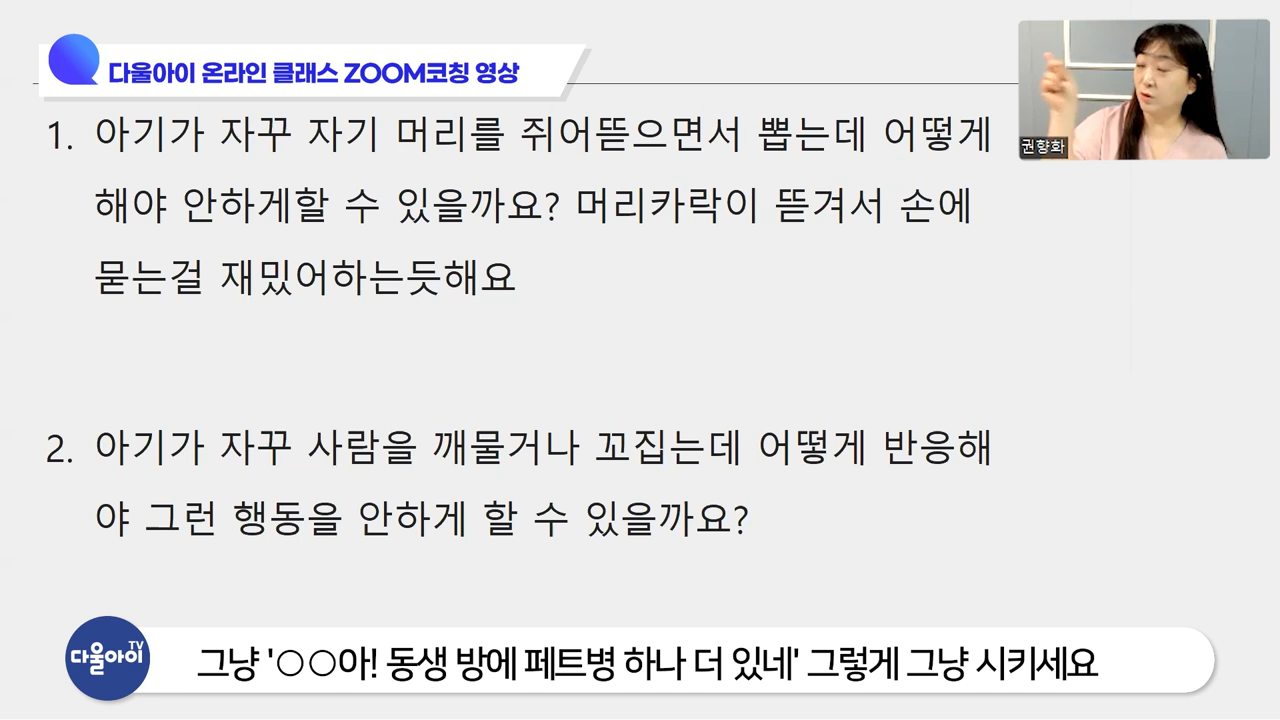 다울아이 온라인 클래스 ZOOM코칭 영상
권향화
1. 아기가 자꾸 자기 머리를 쥐어뜯으면서 뽑는데 어떻게
해야 안하게할 수 있을까요? 머리카락이 뜯겨서 손에
묻는걸 재밌어하는듯해요
2. 아기가 자꾸 사람을 깨물거나 꼬집는데 어떻게 반응해
야 그런 행동을 안하게 할 수 있을까요?
다울아이TV
그냥 '○○아! 동생 방에 페트병 하나 더 있네' 그렇게 그냥 시키세요